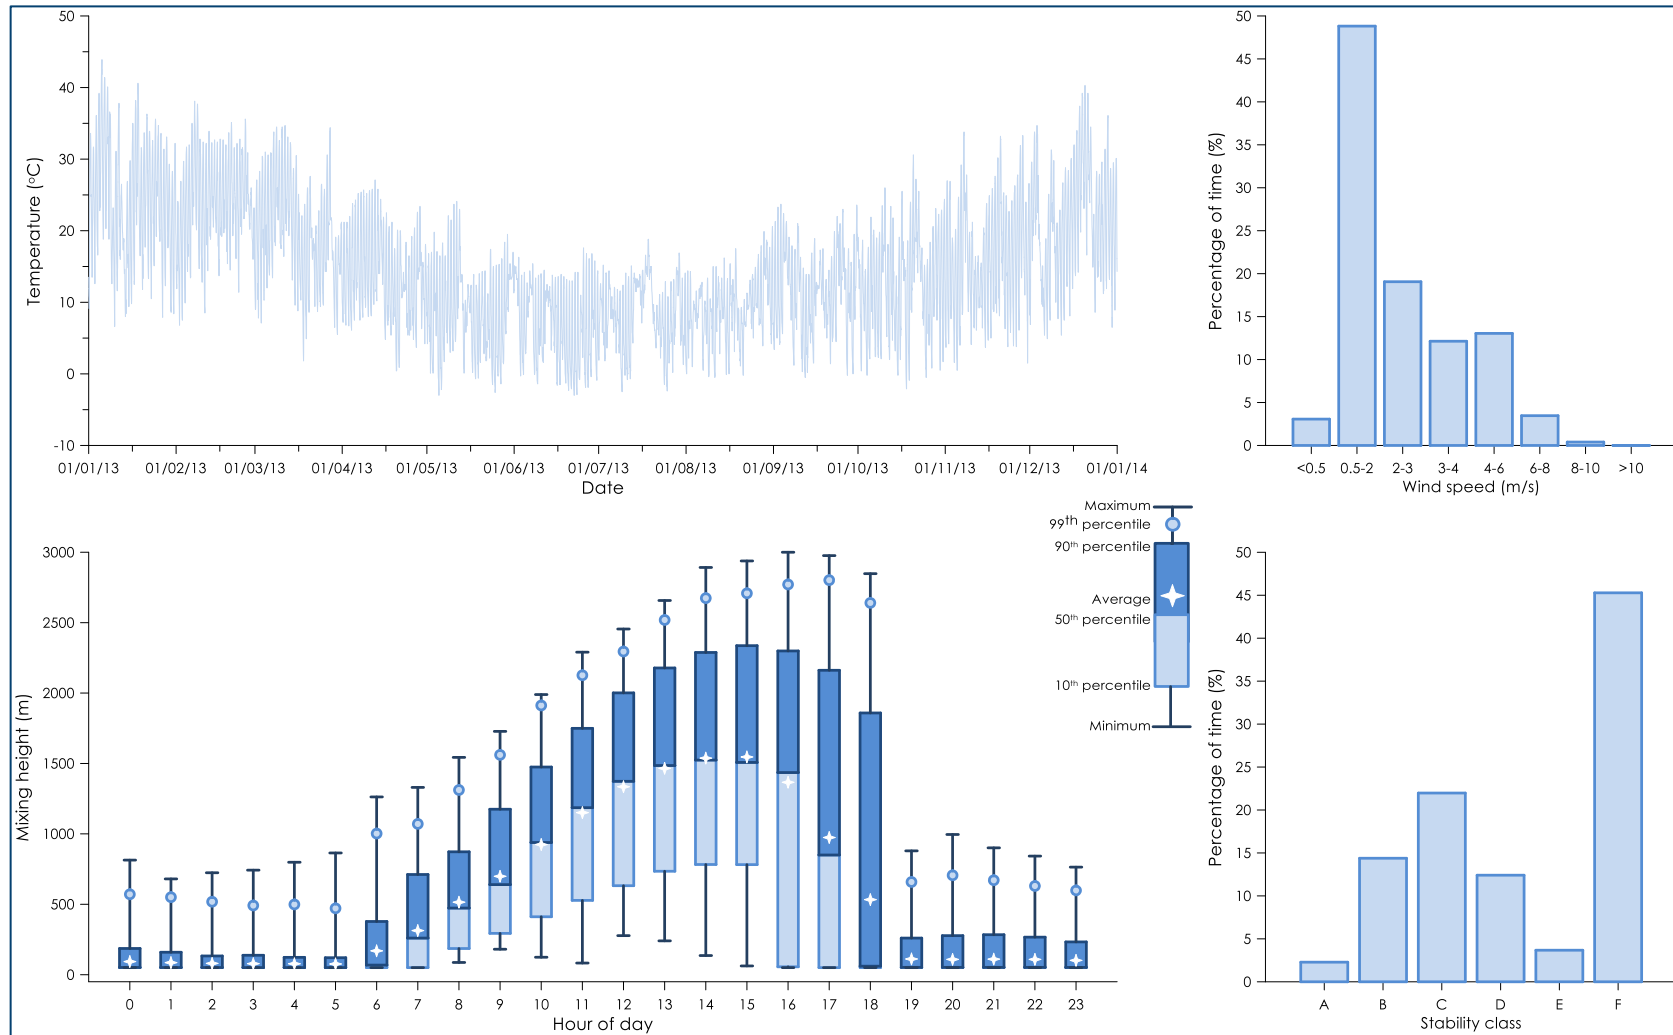 50
40
30
20
10
0
-10
Temperature (°C)
01/01/13 01/02/13 01/03/13 01/04/13 01/05/13 01/06/13 01/07/13 01/08/13 01/09/13 01/10/13 01/11/13 01/12/13 01/01/14
Date
50
45
40
35
30
25
20
15
10
5
0
Percentage of time (%)
<0.5 0.5-2 2-3 3-4 4-6 6-8 8-10 >10
Wind speed (m/s)
3000
2500
2000
1500
1000
500
0
Mixing height (m)
0 1 2 3 4 5 6 7 8 9 10 11 12 13 14 15 16 17 18 19 20 21 22 23
Hour of day
Maximum
99th percentile
90th percentile
Average
50th percentile
10th percentile
Minimum
50
45
40
35
30
25
20
15
10
5
0
Percentage of time (%)
A B C D E F
Stability class